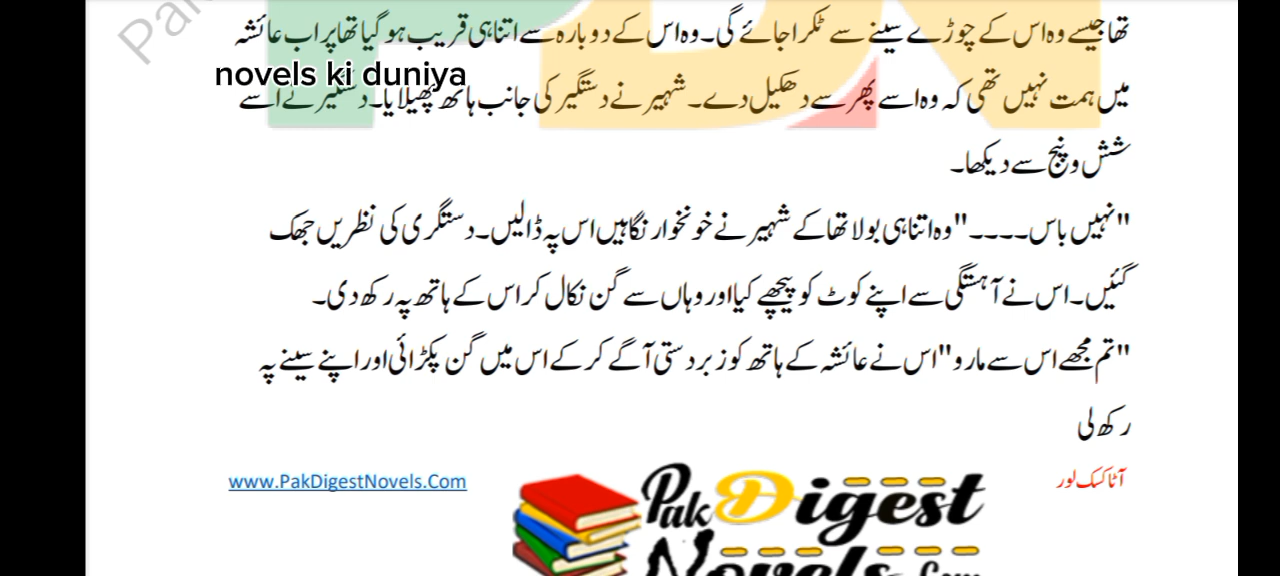 Pak
تھا جیسے وہ اس کے چوڑے سینے سے ٹکرا جائے گی۔ وہ اس کے دوبارہ سے اتنا ہی قریب ہو گیا تھا پر اب عائشہ
novels ki duniya
میں ہمت نہیں تھی کہ وہ اسے پھر سے دھکیل دے۔ شہیر نے دستگیر کی جانب ہاتھ پھیلایا۔ دستگیر نے اسے
شش و پنج سے دیکھا۔
"نہیں باس۔۔۔۔" وہ اتنا ہی بولا تھا کے شہیر نے خونخوار نگاہیں اس پہ ڈالیں۔ دستگری کی نظریں جھک
گئیں۔ اس نے آہستگی سے اپنے کوٹ کو پیچھے کیا اور وہاں سے گن نکال کر اس کے ہاتھ پہ رکھ دی۔
"تم مجھے اس سے مارو" اس نے عائشہ کے ہاتھ کو زبردستی آگے کر کے اس میں گن پکڑائی اور اپنے سینے پہ
رکھ لی
آٹا کسک لور
www.PakDigestNovels.Com
Pak Digest
Novels.Com